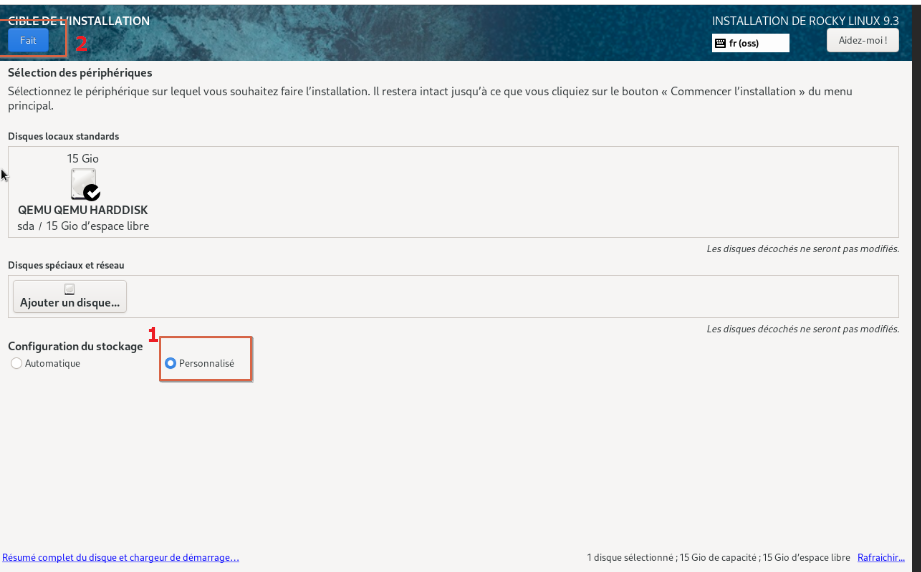 CIBLE DE L'INSTALLATION
INSTALLATION DE ROCKY LINUX 9.3
Fait
2
fr (oss)
Aidez-moi !
Sélection des périphériques
Sélectionnez le périphérique sur lequel vous souhaitez faire l'installation. Il restera intact jusqu'à ce que vous cliquiez sur le bouton « Commencer l'installation » du menu
principal.
Disques locaux standards
15 Gio
QEMU QEMU HARDDISK
sda / 15 Gio d'espace libre
Les disques décochés ne seront pas modifiés.
Disques spéciaux et réseau
Ajouter un disque...
Les disques décochés ne seront pas modifiés.
1
Configuration du stockage
Automatique
Personnalisé
Résumé complet du disque et chargeur de démarrage...
1 disque sélectionné ; 15 Gio de capacité ; 15 Gio d'espace libre
Rafraichir...